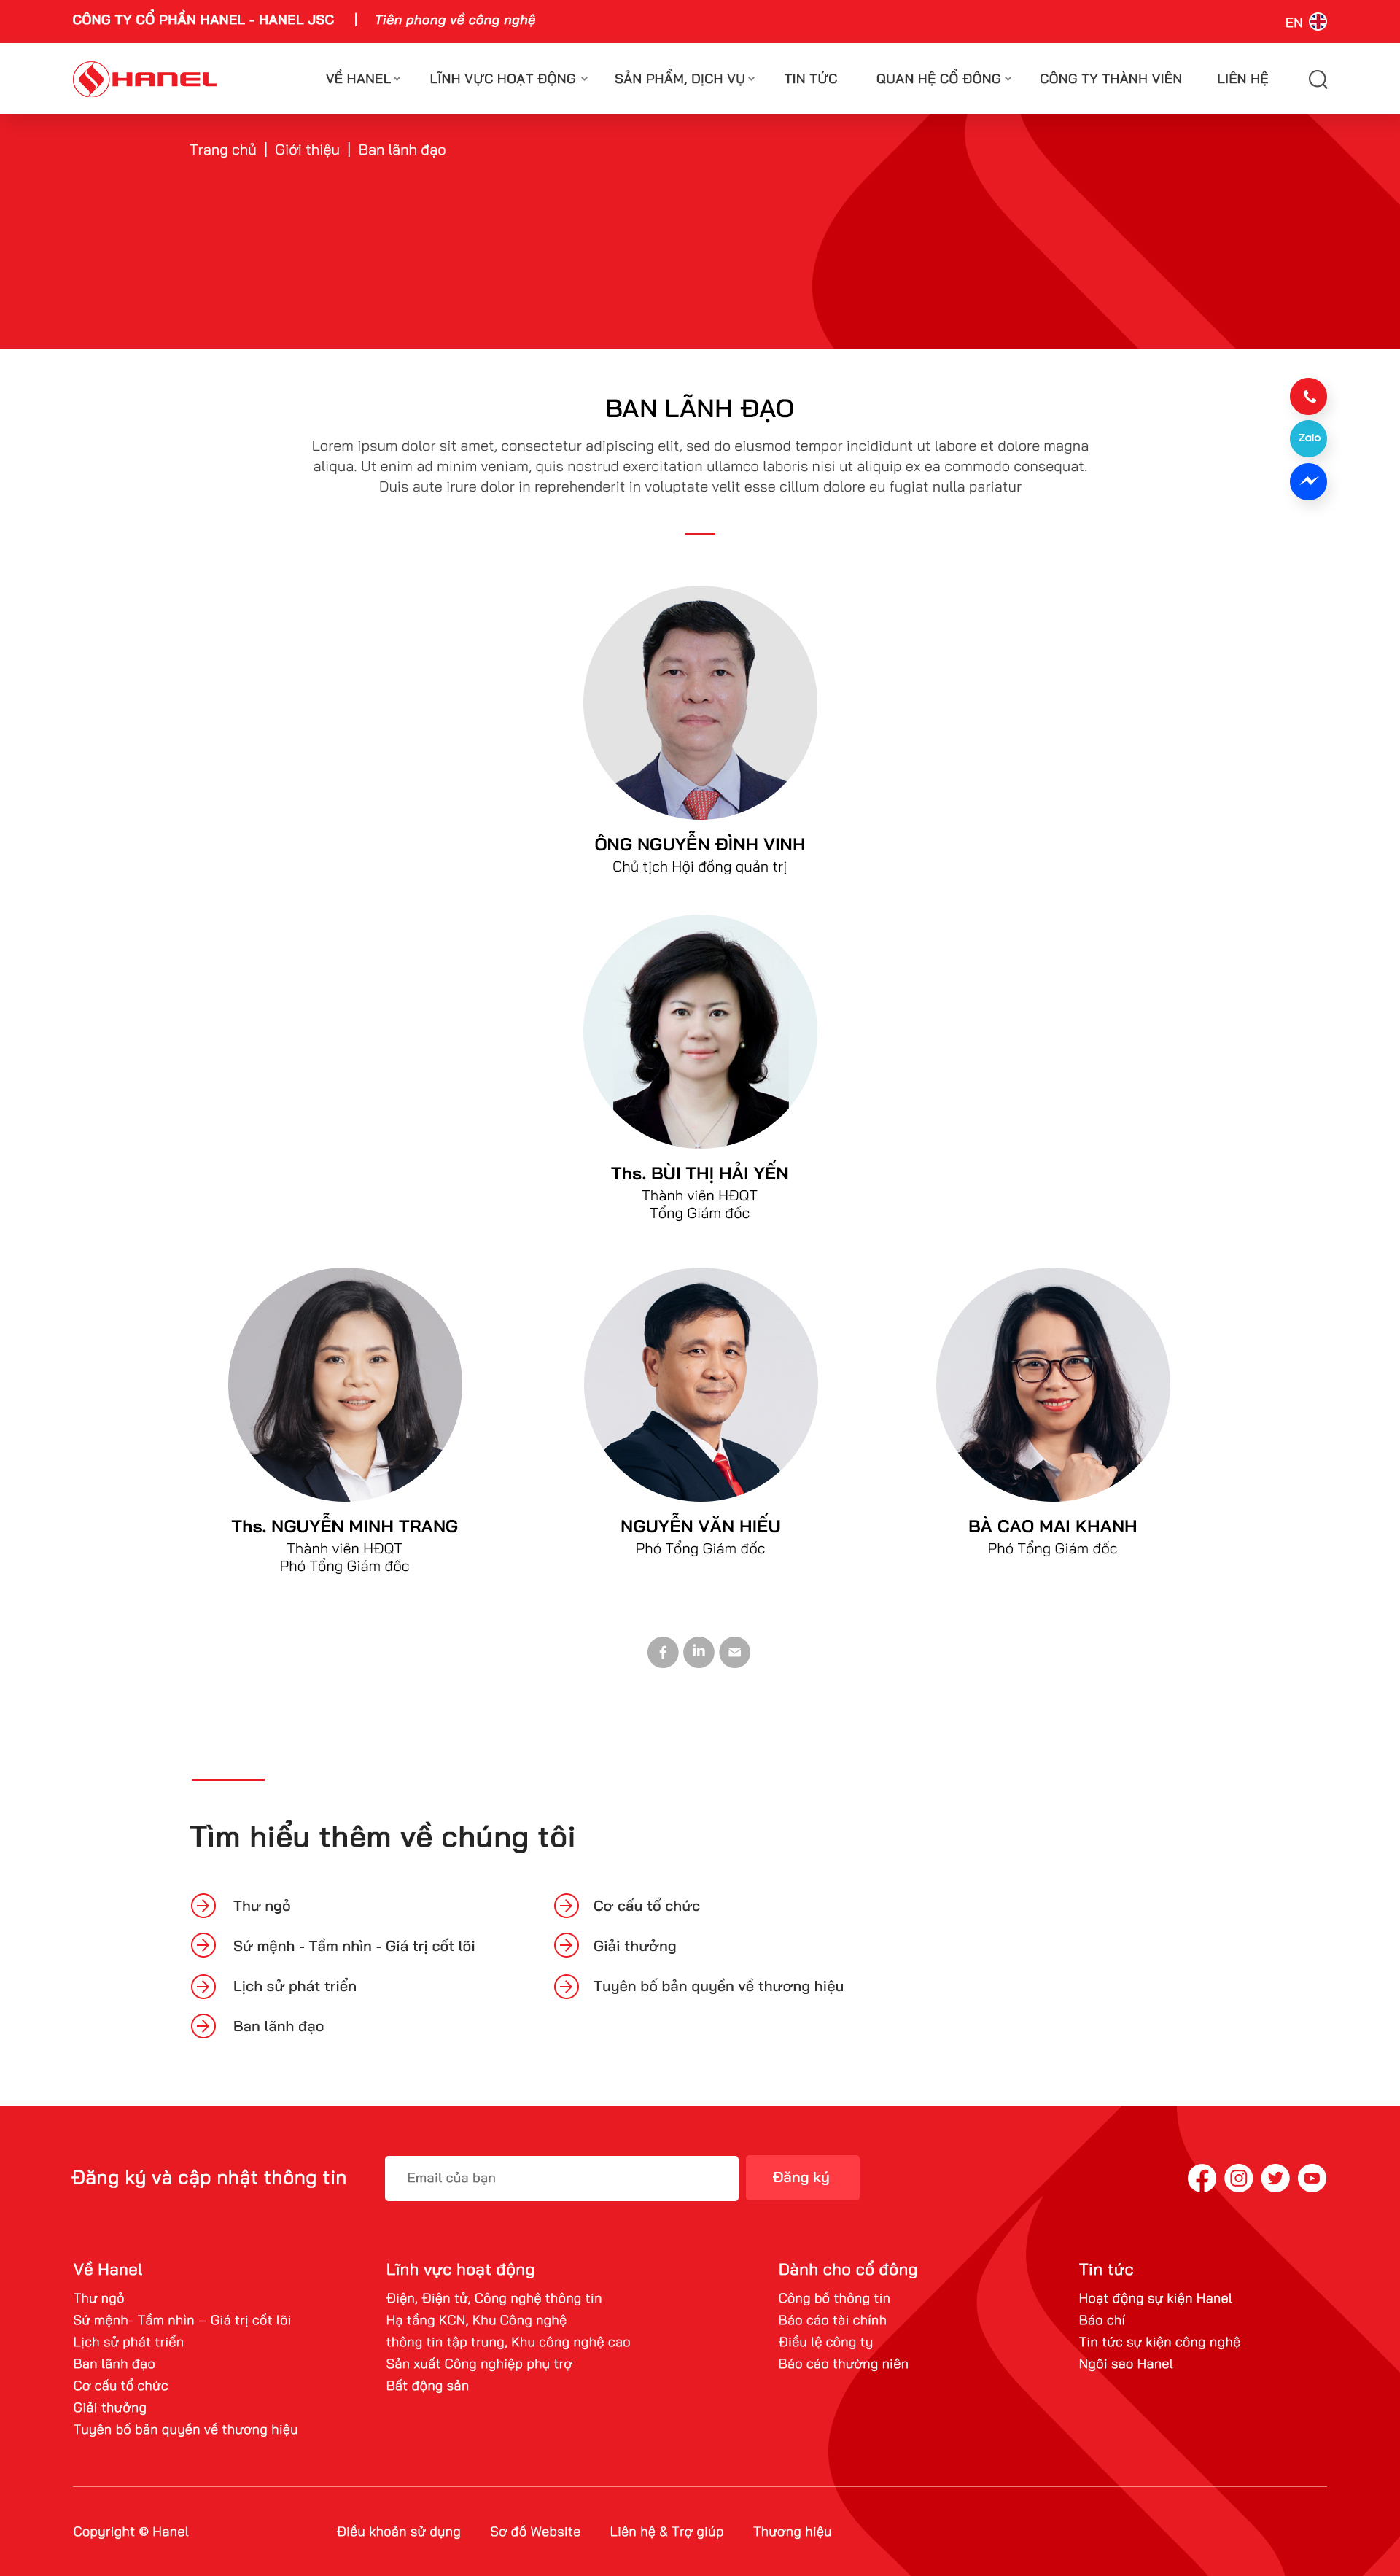 CÔNG TY CỔ PHẦN HANEL - HANEL JSC | Tiên phong về công nghệ
EN
HANEL
VỀ HANEL
LĨNH VỰC HOẠT ĐỘNG
SẢN PHẨM, DỊCH VỤ
TIN TỨC
QUAN HỆ CỔ ĐÔNG
CÔNG TY THÀNH VIÊN
LIÊN HỆ
Trang chủ | Giới thiệu | Ban lãnh đạo
BAN LÃNH ĐẠO
Lorem ipsum dolor sit amet, consectetur adipiscing elit, sed do eiusmod tempor incididunt ut labore et dolore magna
aliqua. Ut enim ad minim veniam, quis nostrud exercitation ullamco laboris nisi ut aliquip ex ea commodo consequat.
Duis aute irure dolor in reprehenderit in voluptate velit esse cillum dolore eu fugiat nulla pariatur
Zalo
ÔNG NGUYỄN ĐÌNH VINH
Chủ tịch Hội đồng quản trị
Ths. BÙI THỊ HẢI YẾN
Thành viên HĐQT
Tổng Giám đốc
Ths. NGUYỄN MINH TRANG
Thành viên HĐQT
Phó Tổng Giám đốc
NGUYỄN VĂN HIẾU
Phó Tổng Giám đốc
BÀ CAO MAI KHANH
Phó Tổng Giám đốc
Tìm hiểu thêm về chúng tôi
Thư ngỏ
Sứ mệnh - Tầm nhìn - Giá trị cốt lõi
Lịch sử phát triển
Ban lãnh đạo
Cơ cấu tổ chức
Giải thưởng
Tuyên bố bản quyền về thương hiệu
Đăng ký và cập nhật thông tin
Email của bạn
Đăng ký
Về Hanel
Thư ngỏ
Sứ mệnh- Tầm nhìn – Giá trị cốt lõi
Lịch sử phát triển
Ban lãnh đạo
Cơ cấu tổ chức
Giải thưởng
Tuyên bố bản quyền về thương hiệu
Lĩnh vực hoạt động
Điện, Điện tử, Công nghệ thông tin
Hạ tầng KCN, Khu Công nghệ
thông tin tập trung, Khu công nghệ cao
Sản xuất Công nghiệp phụ trợ
Bất động sản
Dành cho cổ đông
Công bố thông tin
Báo cáo tài chính
Điều lệ công ty
Báo cáo thường niên
Tin tức
Hoạt động sự kiện Hanel
Báo chí
Tin tức sự kiện công nghệ
Ngôi sao Hanel
Copyright © Hanel
Điều khoản sử dụng
Sơ đồ Website
Liên hệ & Trợ giúp
Thương hiệu